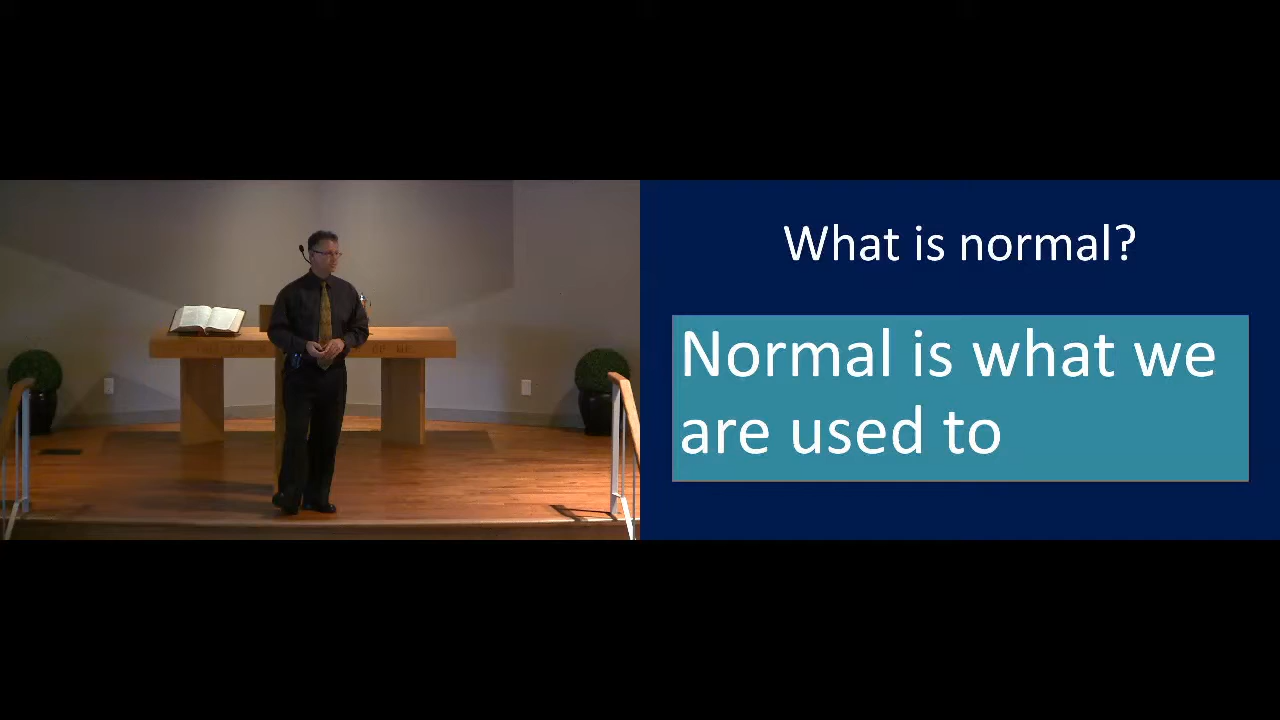 What is normal?
Normal is what we
are used to